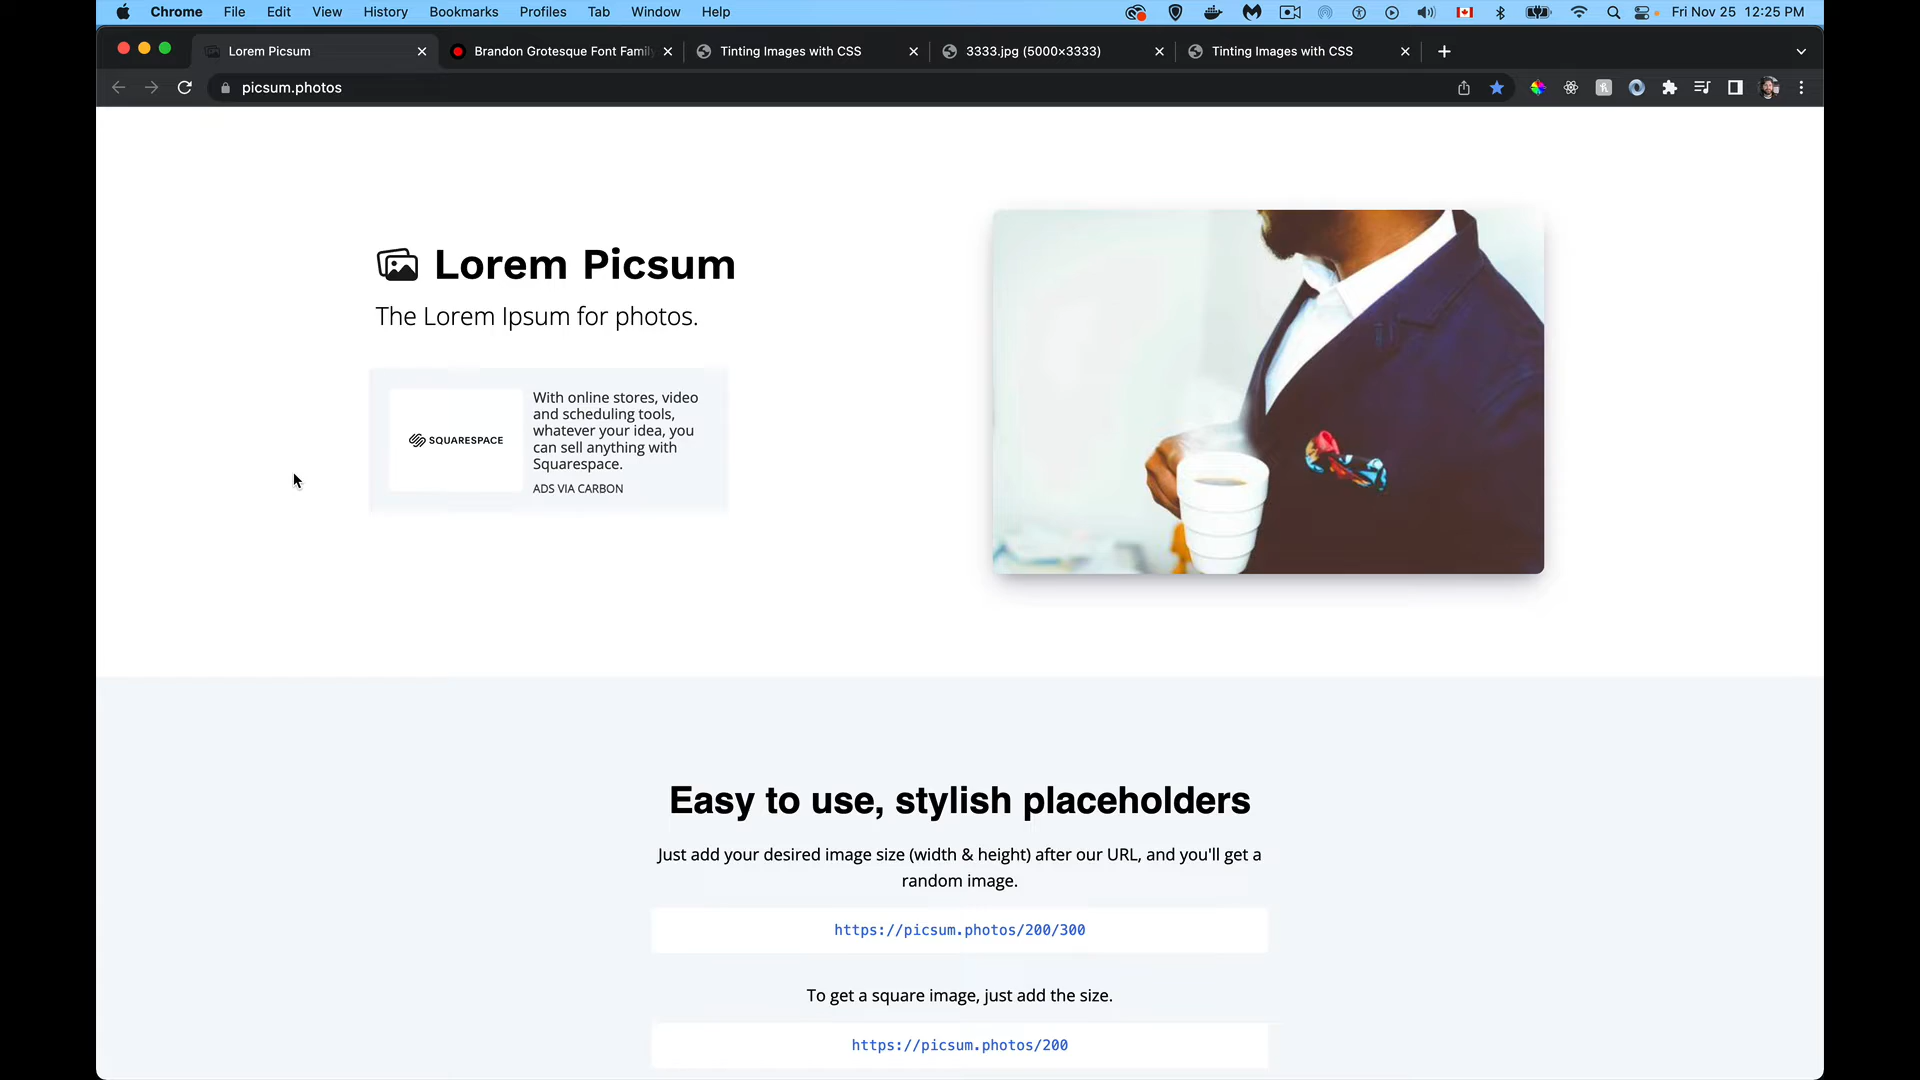 Chrome File Edit View History Bookmarks Profiles Tab Window Help Fri Nov 25 12:25 PM
Lorem Picsum Brandon Grotesque Font Family Tinting Images with CSS 3333.jpg (5000×3333) Tinting Images with CSS
picsum.photos
Lorem Picsum
The Lorem Ipsum for photos.
SQUARESPACE
With online stores, video
and scheduling tools,
whatever your idea, you
can sell anything with
Squarespace.
ADS VIA CARBON
Easy to use, stylish placeholders
Just add your desired image size (width & height) after our URL, and you'll get a
random image.
https://picsum.photos/200/300
To get a square image, just add the size.
https://picsum.photos/200